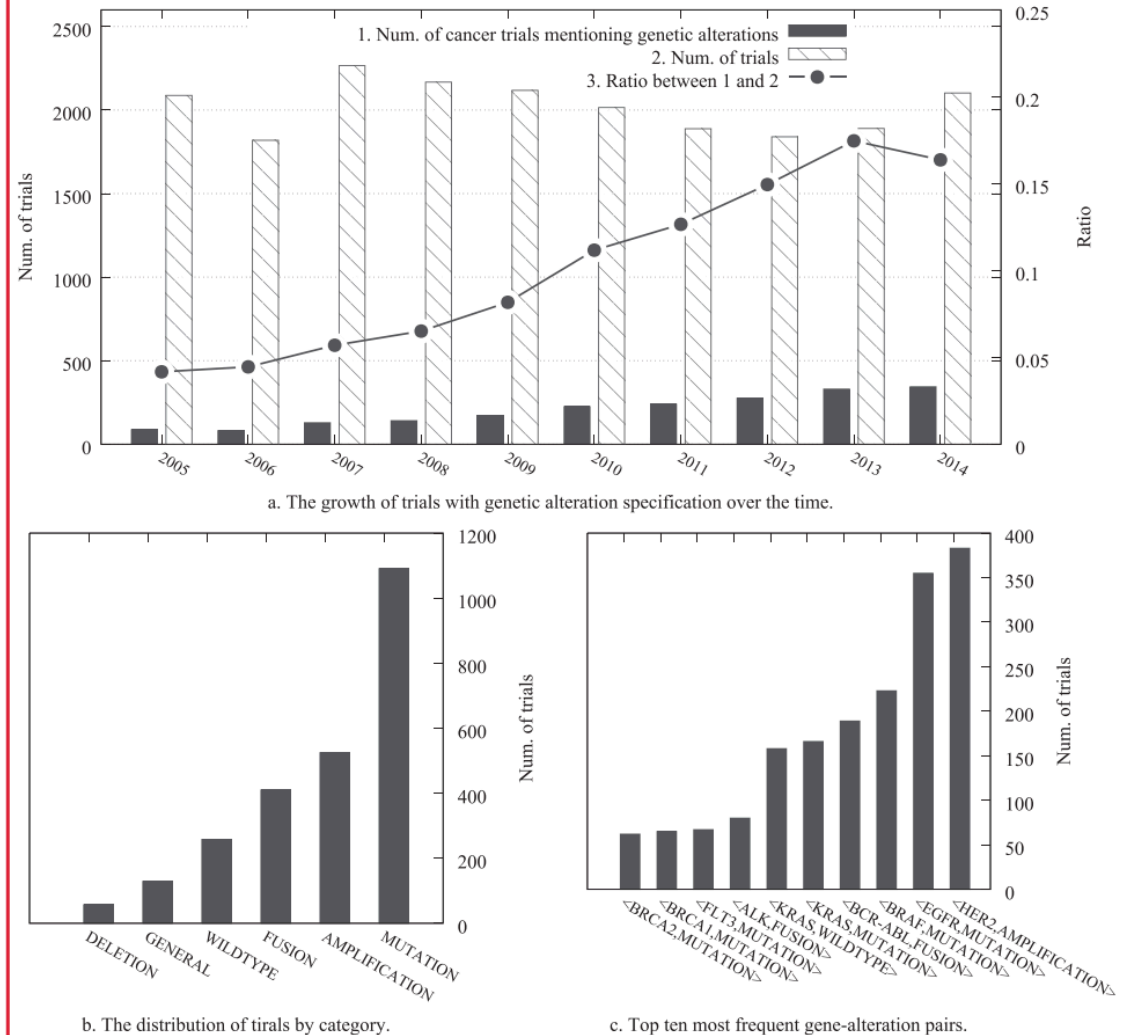 2500
2000
1500
1000
500
0
Num. of trials
1. Num. of cancer trials mentioning genetic alterations
2. Num. of trials
3. Ratio between 1 and 2
0.25
0.2
0.15
0.1
0.05
0
Ratio
2005
2006
2007
2008
2009
2010
2011
2012
2013
2014
a. The growth of trials with genetic alteration specification over the time.
1200
1000
800
600
400
200
0
Num. of trials
DELETION
GENERAL
WILDTYPE
FUSION
AMPLIFICATION
MUTATION
b. The distribution of tirals by category.
400
350
300
250
200
150
100
50
0
Num. of trials
<BRCA2,MUTATION>
<BRCA1,MUTATION>
<FLT3,MUTATION>
<ALK,FUSION>
<KRAS,WILDTYPE>
<KRAS,MUTATION>
<BCR-ABL,FUSION>
<BRAF,MUTATION>
<EGFR,MUTATION>
<HER2,AMPLIFICATION>
c. Top ten most frequent gene-alteration pairs.